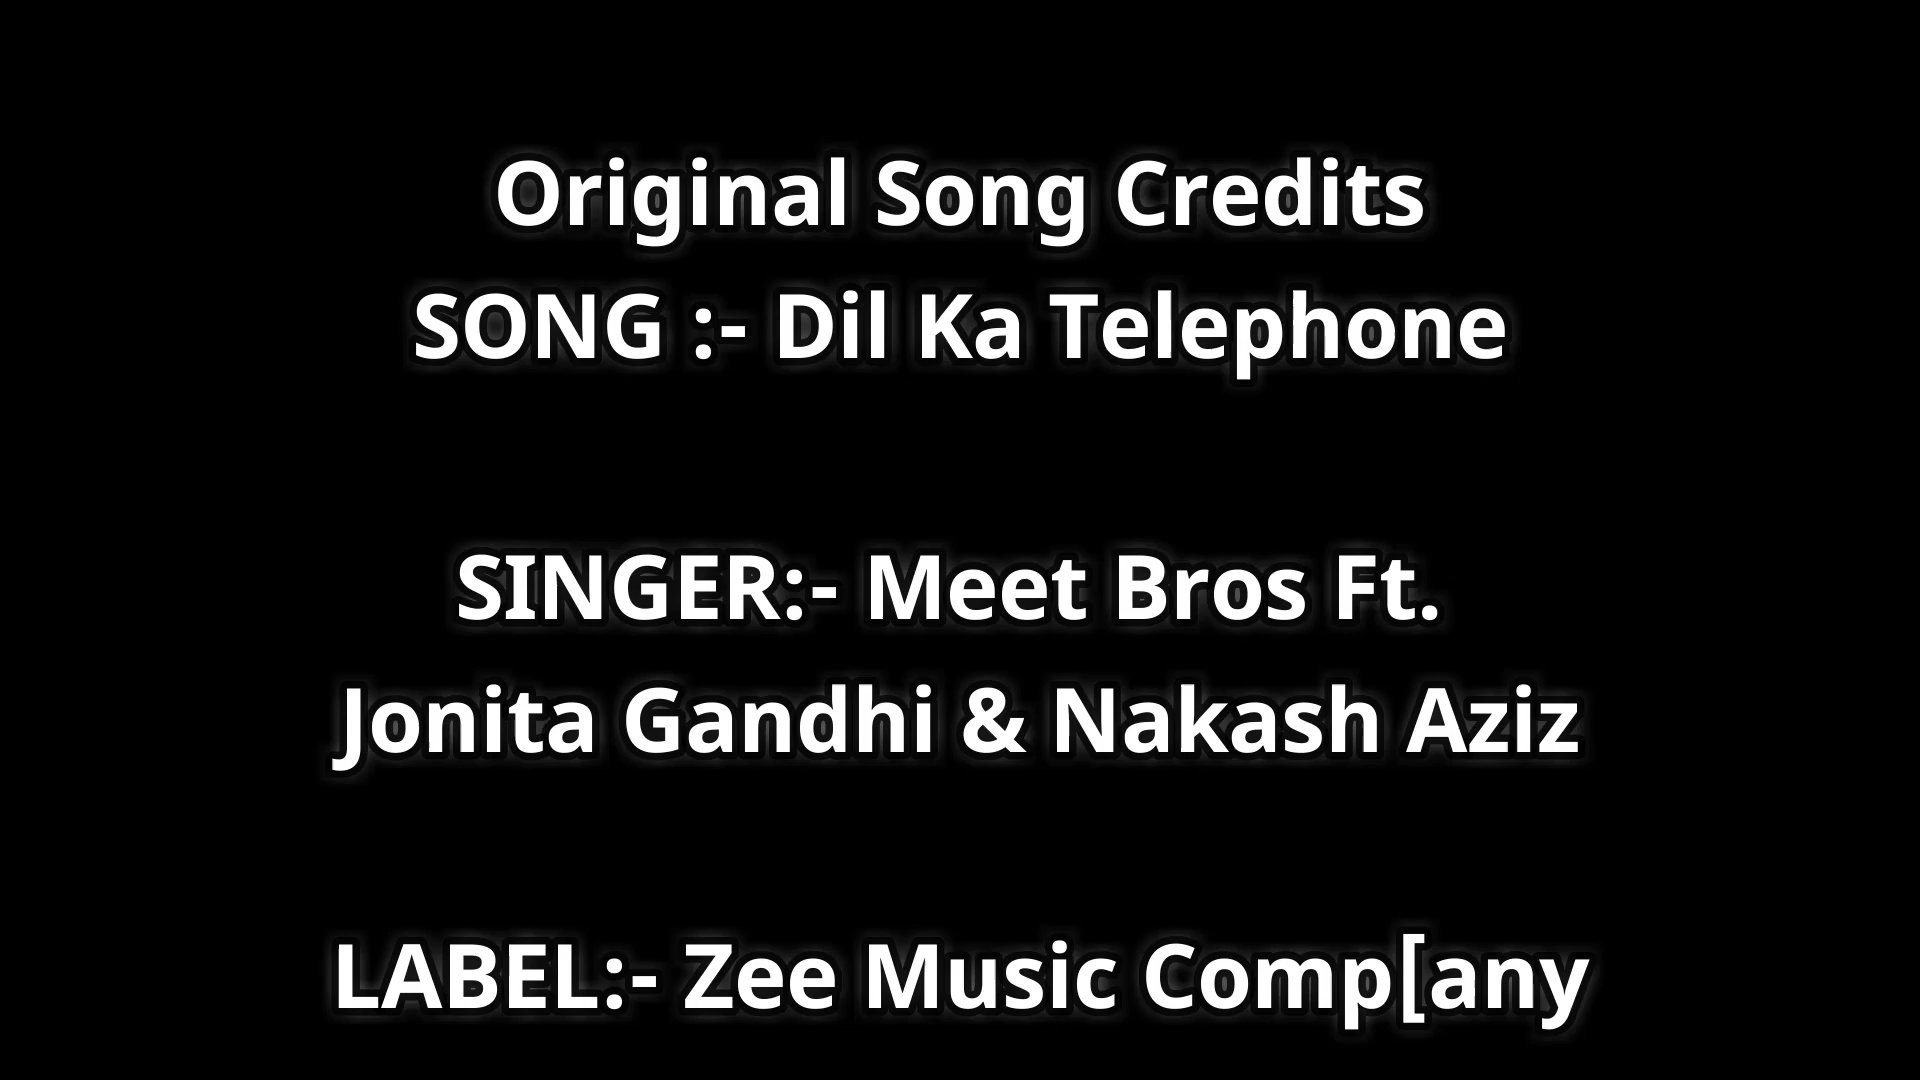 Original Song Credits
SONG :- Dil Ka Telephone
SINGER:- Meet Bros Ft.
Jonita Gandhi & Nakash Aziz
LABEL:- Zee Music Comp[any